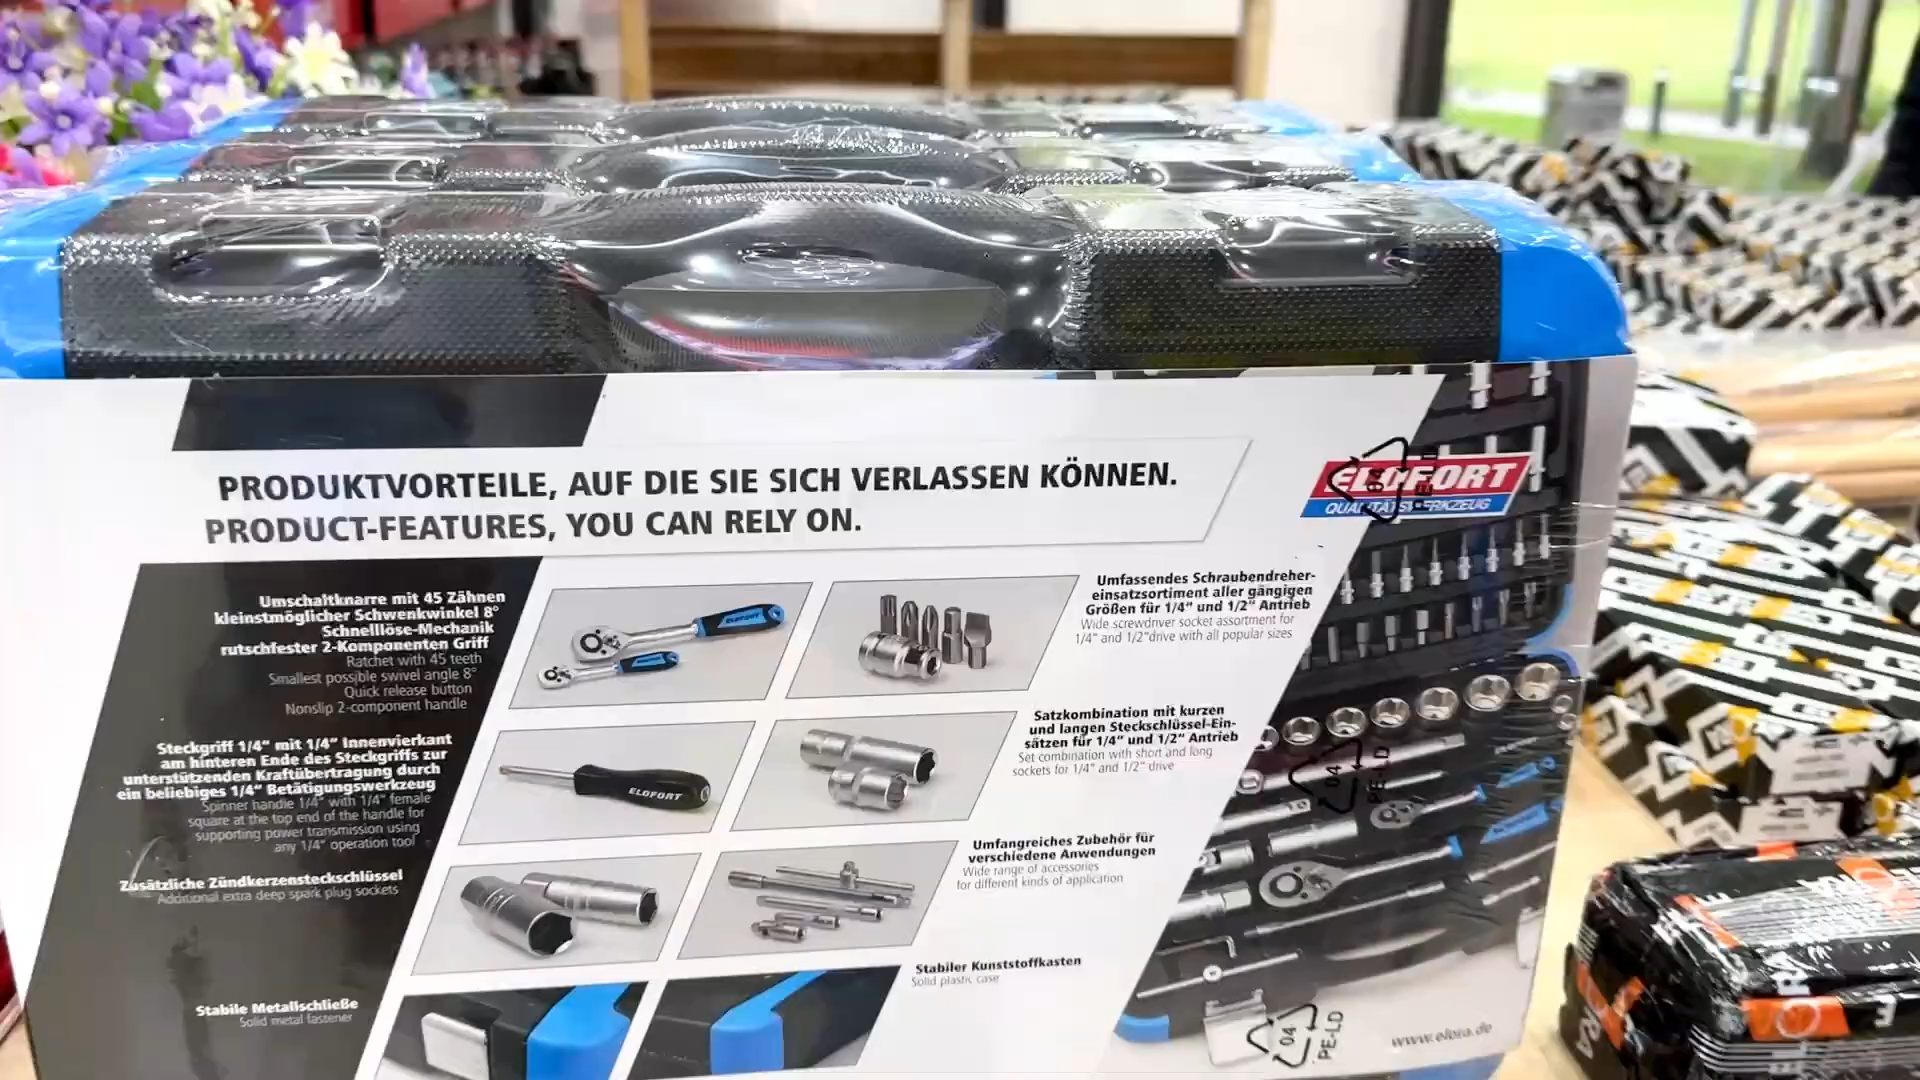 PRODUKTVORTEILE, AUF DIE SIE SICH VERLASSEN KÖNNEN.
PRODUCT-FEATURES, YOU CAN RELY ON.
ELOFORT
QUALITÄTSWERKZEUG
Umschaltknarre mit 45 Zähnen
kleinstmöglicher Schwenkwinkel 8°
Schnelllöse-Mechanik
rutschfester 2-Komponenten Griff
Ratchet with 45 teeth
Smallest possible swivel angle 8°
Quick release button
Nonslip 2-component handle
Steckgriff 1/4" mit 1/4" Innenvierkant
am hinteren Ende des Steckgriffs zur
unterstützenden Kraftübertragung durch
ein beliebiges 1/4" Betätigungswerkzeug
Spinner handle 1/4" with 1/4" female
square at the top end of the handle for
supporting power transmission using
any 1/4" operation tool
Zusätzliche Zündkerzensteckschlüssel
Additional extra deep spark plug sockets
Stabile Metallschließe
Solid metal fastener
ELOFORT
ELOFORT
Umfassendes Schraubendreher-
einsatzsortiment aller gängigen
Größen für 1/4" und 1/2" Antrieb
Wide screwdriver socket assortment for
1/4" and 1/2"drive with all popular sizes
Satzkombination mit kurzen
und langen Steckschlüssel-Ein-
sätzen für 1/4" und 1/2" Antrieb
Set combination with short and long
sockets for 1/4" and 1/2" drive
Umfangreiches Zubehör für
verschiedene Anwendungen
Wide range of accessories
for different kinds of application
Stabiler Kunststoffkasten
Solid plastic case
04
PE-LD
04
PE-LD
04
PE-LD
www.elora.de